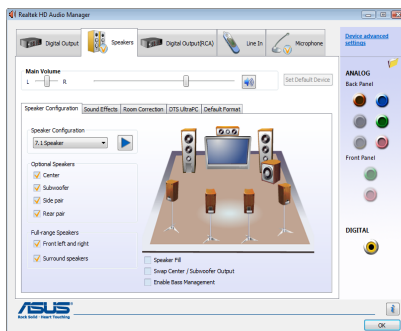 Realtek HD Audio Manager
Digital Output
Speakers
Digital Output(RCA)
Line In
Microphone
Device advanced
settings
Main Volume
L
R
Set Default Device
Speaker Configuration
Sound Effects
Room Correction
DTS UltraPC
Default Format
Speaker Configuration
7.1 Speaker
Optional Speakers
Center
Subwoofer
Side pair
Rear pair
Full-range Speakers
Front left and right
Surround speakers
Speaker Fill
Swap Center / Subwoofer Output
Enable Bass Management
ANALOG
Back Panel
Front Panel
DIGITAL
ASUS
Rock Solid · Heart Touching
OK